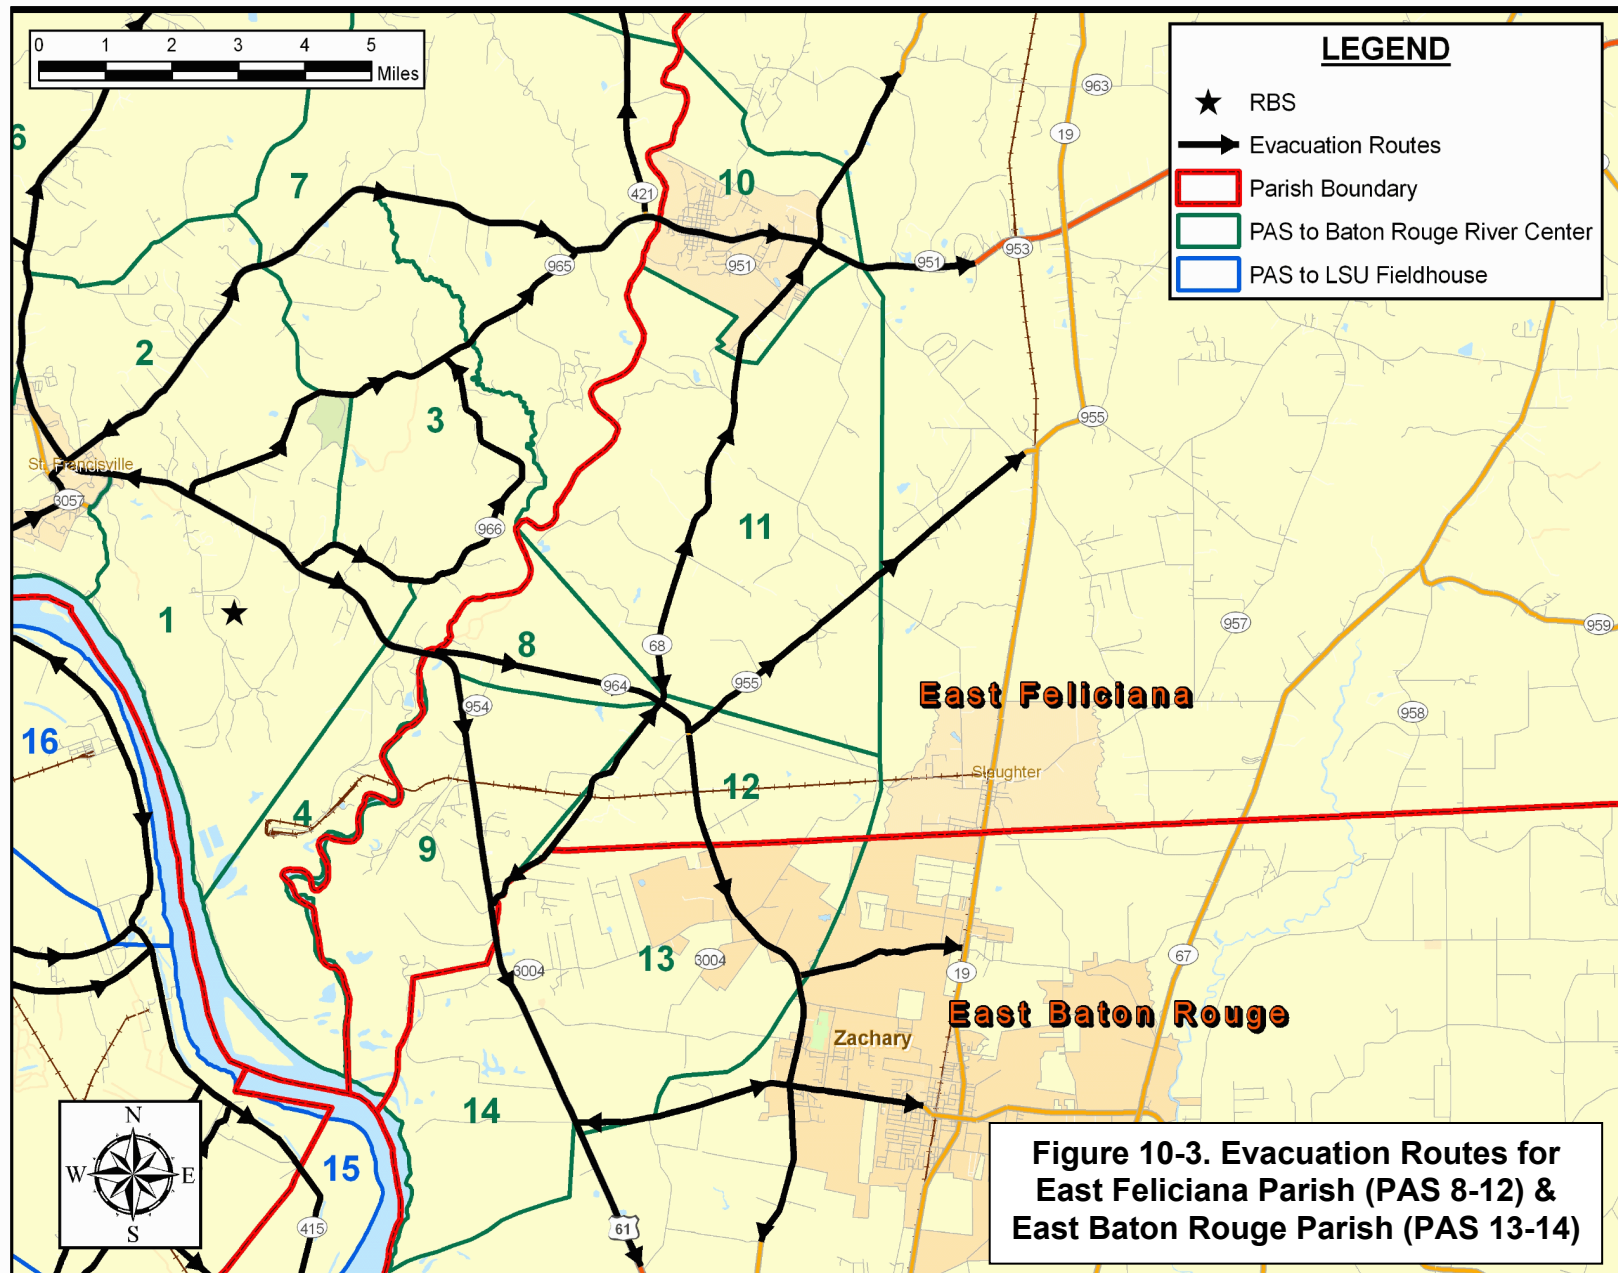 0 1 2 3 4 5
Miles
LEGEND
RBS
Evacuation Routes
Parish Boundary
PAS to Baton Rouge River Center
PAS to LSU Fieldhouse
963
19
6
7
10
421
965
951
951
953
2
3
955
St. Francisville
3057
966
11
1
8
68
957
959
964
955
East Feliciana
954
958
16
Slaughter
12
4
9
13
3004
3004
67
19
East Baton Rouge
Zachary
14
N
W E
S
15
415
61
Figure 10-3. Evacuation Routes for
East Feliciana Parish (PAS 8-12) &
East Baton Rouge Parish (PAS 13-14)